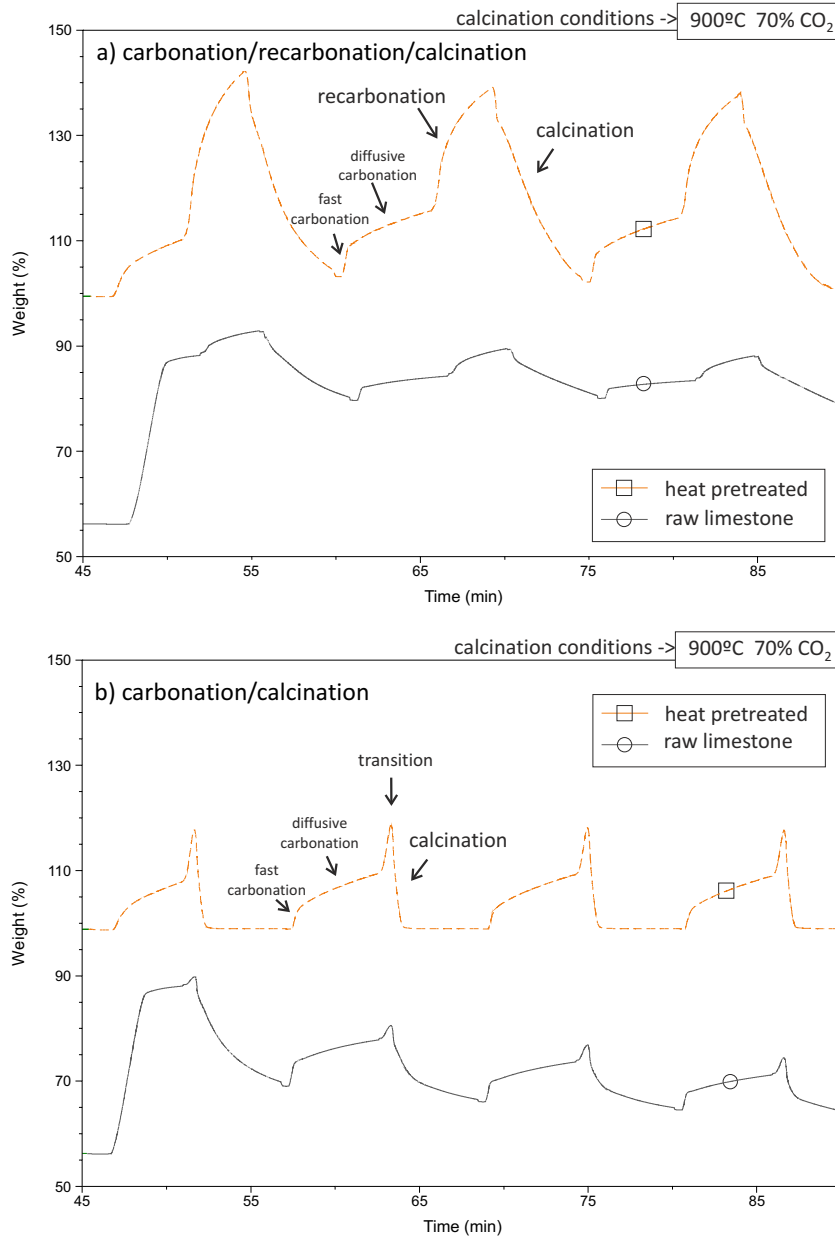 calcination conditions -> 900ºC 70% CO₂
a) carbonation/recarbonation/calcination
150
130
110
90
70
50
Weight (%)
recarbonation
calcination
diffusive
carbonation
fast
carbonation
heat pretreated
raw limestone
45 55 65 75 85
Time (min)
calcination conditions -> 900ºC 70% CO₂
b) carbonation/calcination
150
130
110
90
70
50
Weight (%)
heat pretreated
raw limestone
transition
diffusive
carbonation
calcination
fast
carbonation
45 55 65 75 85
Time (min)